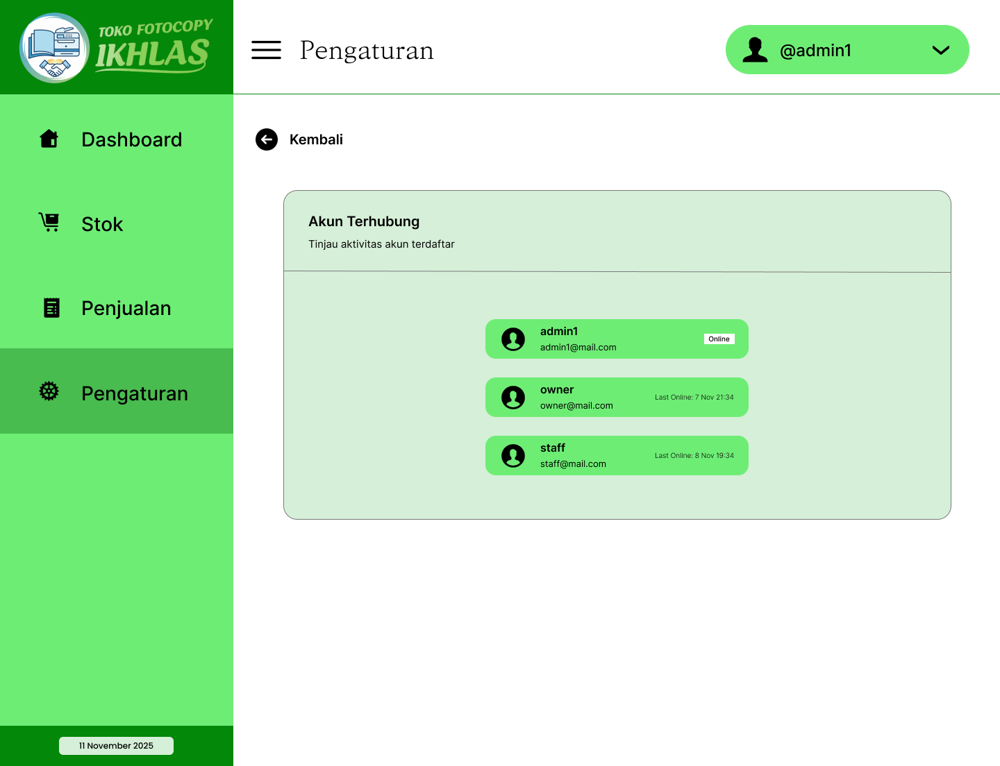 TOKO FOTOCOPY
IKHLAS
Pengaturan
@admin1
Dashboard
Stok
Penjualan
Pengaturan
11 November 2025
Kembali
Akun Terhubung
Tinjau aktivitas akun terdaftar
admin1
admin1@mail.com
Online
owner
owner@mail.com
Last Online: 7 Nov 21:34
staff
staff@mail.com
Last Online: 8 Nov 19:34